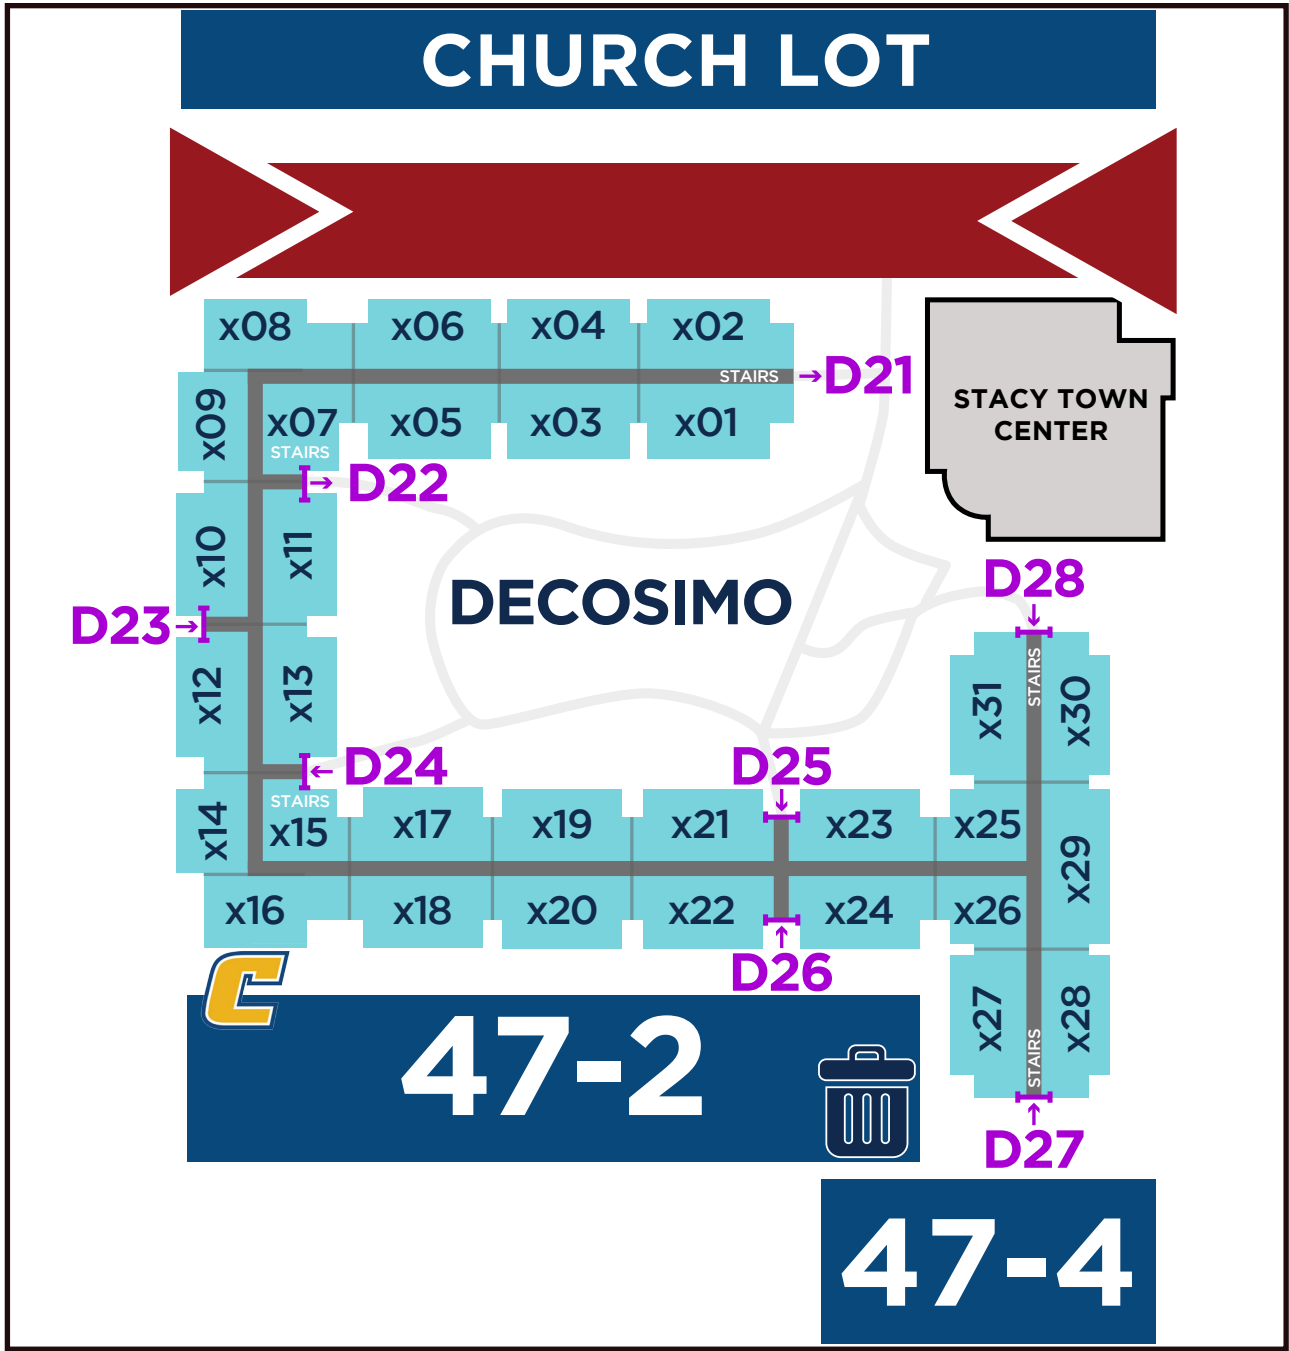 CHURCH LOT
x08
x06
x04
x02
STAIRS
D21
x09
x07
x05
x03
x01
STAIRS
STACY TOWN
CENTER
D22
x10
x11
DECOSIMO
D28
D23
x12
x13
x31
STAIRS
x30
D24
D25
STAIRS
x14
x15
x17
x19
x21
x23
x25
x29
x16
x18
x20
x22
x24
x26
D26
C
47-2
x27
x28
STAIRS
D27
47-4